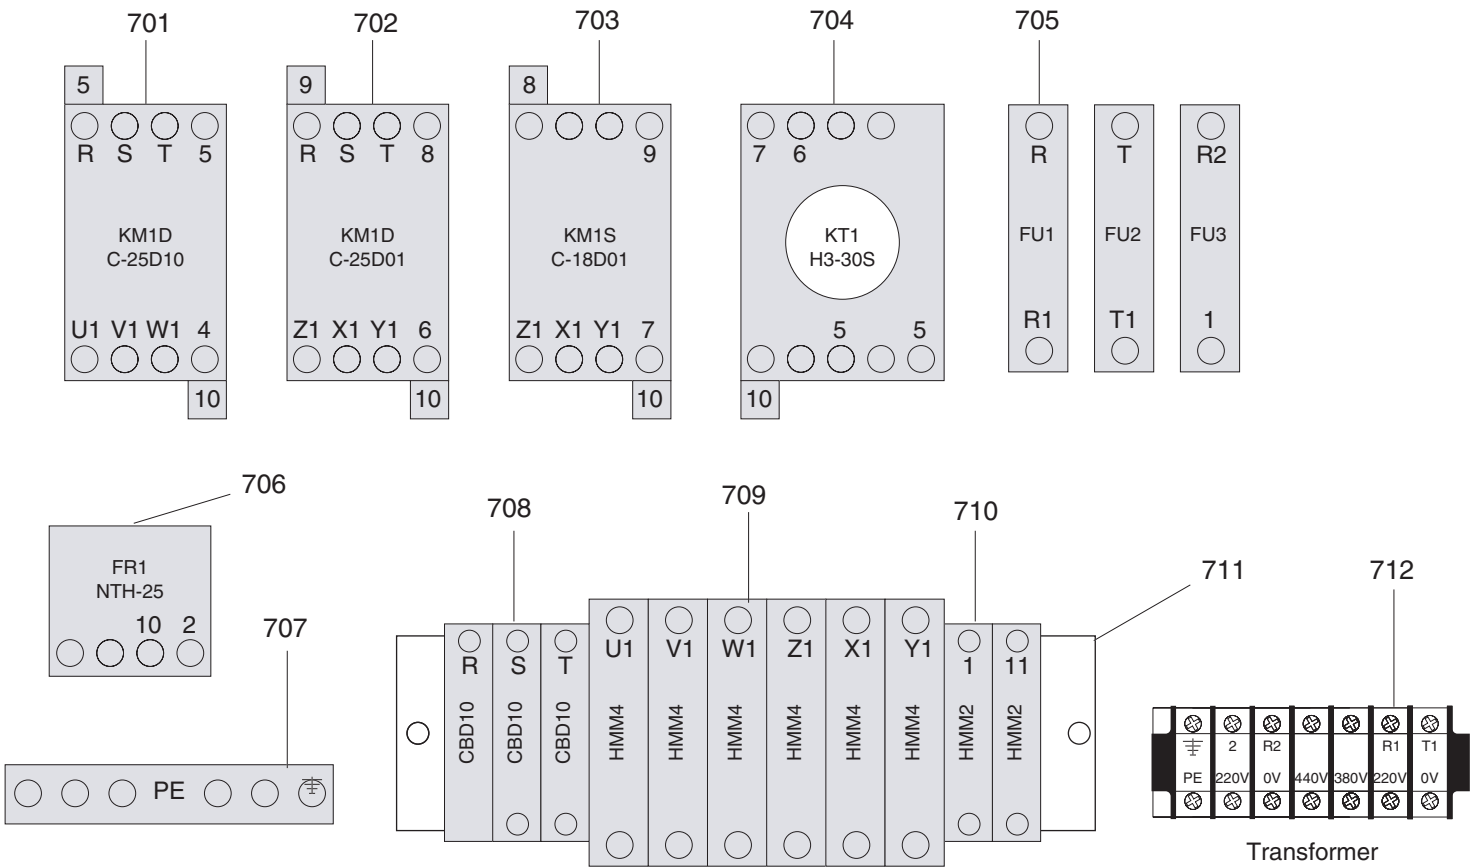 701 702 703 704 705
5 9 8
R S T 5 R S T 8 9 7 6 R T R2
KM1D KM1D KM1S KT1 FU1 FU2 FU3
C-25D10 C-25D01 C-18D01 H3-30S
U1 V1 W1 4 Z1 X1 Y1 6 Z1 X1 Y1 7 5 5 R1 T1 1
10 10 10 10
706 708 709 710 711 712
FR1
NTH-25
10 2
707
R S T U1 V1 W1 Z1 X1 Y1 1 11
CBD10 CBD10 CBD10 HMM4 HMM4 HMM4 HMM4 HMM4 HMM4 HMM2 HMM2
2 R2 R1 T1
PE 220V 0V 440V 380V 220V 0V
PE
Transformer